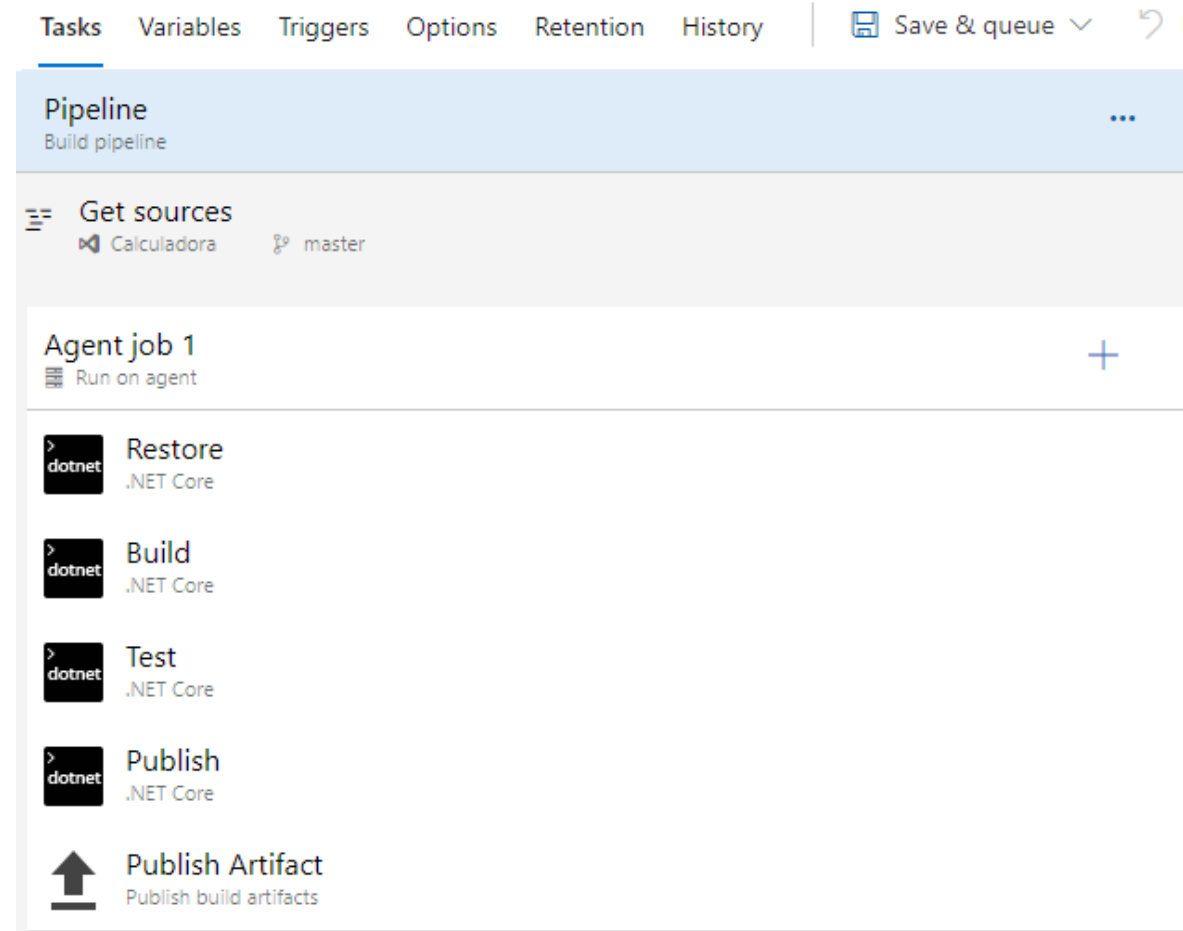 Tasks Variables Triggers Options Retention History Save & queue
Pipeline
Build pipeline
Get sources
Calculadora master
Agent job 1
Run on agent
>
dotnet
Restore
.NET Core
>
dotnet
Build
.NET Core
>
dotnet
Test
.NET Core
>
dotnet
Publish
.NET Core
Publish Artifact
Publish build artifacts